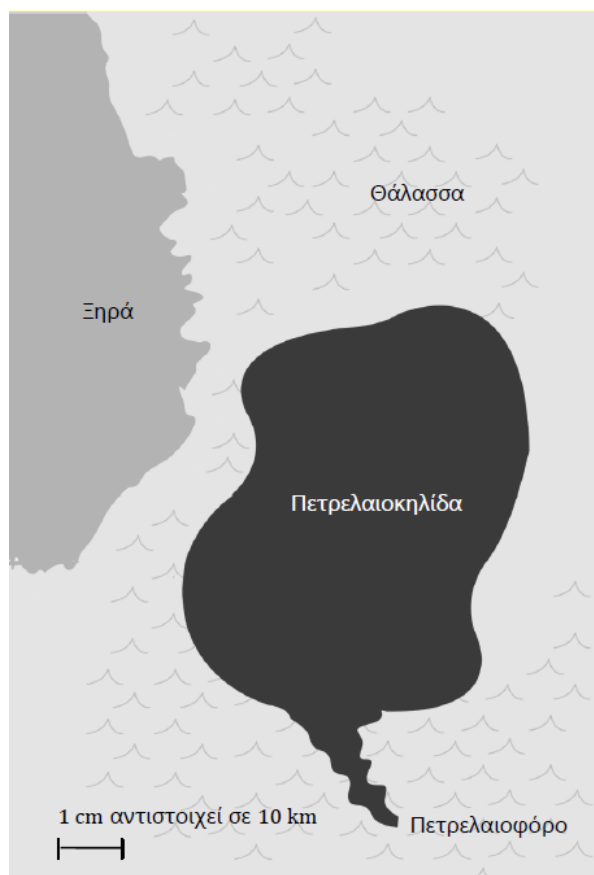 Θάλασσα
Ξηρά
Πετρελαιοκηλίδα
1 cm αντιστοιχεί σε 10 km
Πετρελαιοφόρο